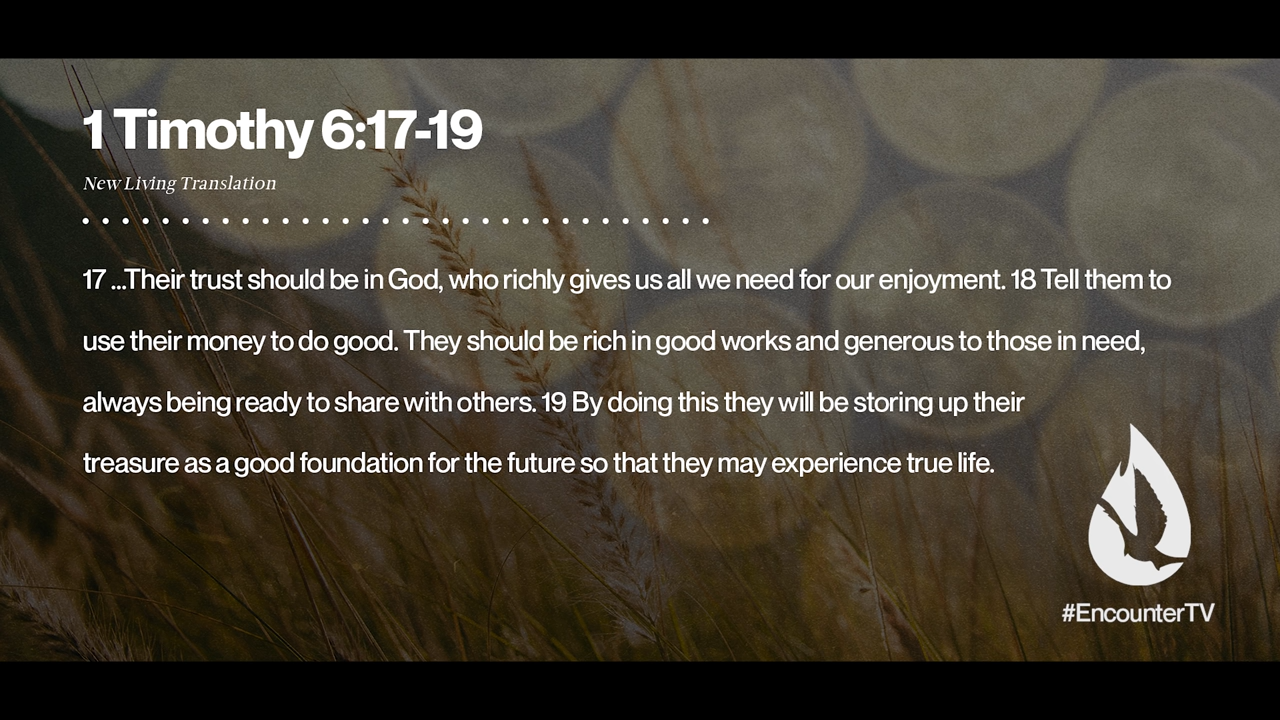 1 Timothy 6:17-19
New Living Translation
17 ...Their trust should be in God, who richly gives us all we need for our enjoyment. 18 Tell them to
use their money to do good. They should be rich in good works and generous to those in need,
always being ready to share with others. 19 By doing this they will be storing up their
treasure as a good foundation for the future so that they may experience true life.
#EncounterTV